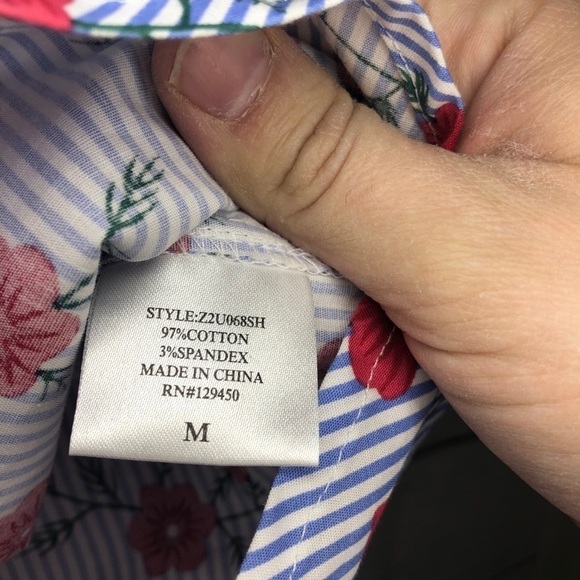 STYLE:Z2U068SH
97%COTTON
3%SPANDEX
MADE IN CHINA
RN#129450
M